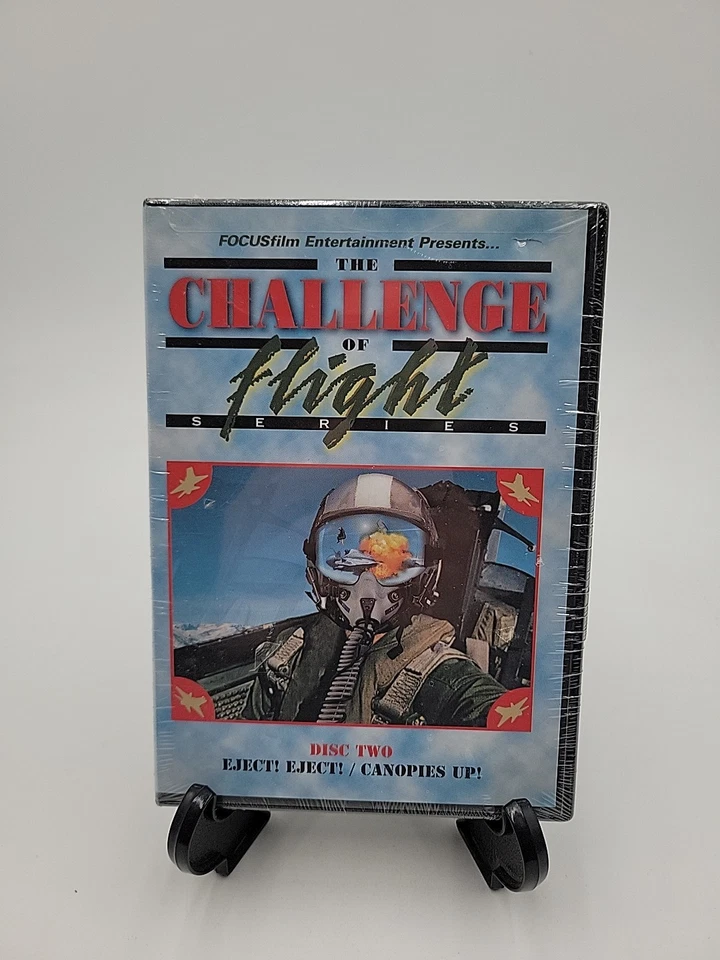 FOCUSfilm Entertainment Presents...
THE
CHALLENGE
OF
flight
SERIES
DISC TWO
EJECT! EJECT! / CANOPIES UP!